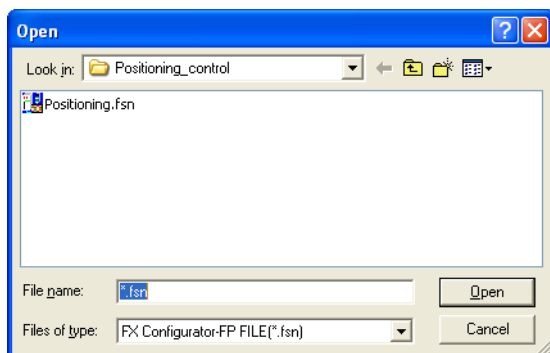 Open
Look in: Positioning_control
Positioning.fsn
File name: *.fsn Open
Files of type: FX Configurator-FP FILE(*.fsn) Cancel